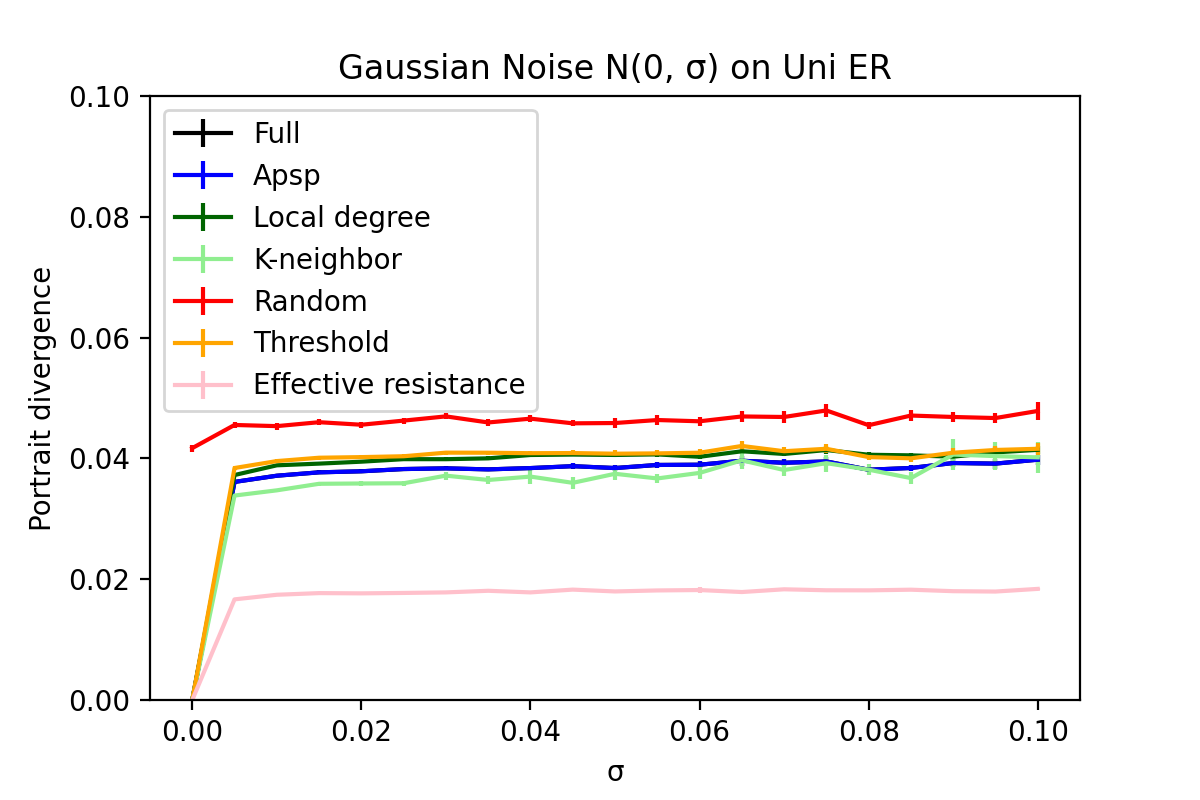 Gaussian Noise N(0, σ) on Uni ER
0.10
0.08
0.06
0.04
0.02
0.00
Portrait divergence
Full
Apsp
Local degree
K-neighbor
Random
Threshold
Effective resistance
0.00 0.02 0.04 0.06 0.08 0.10
σ